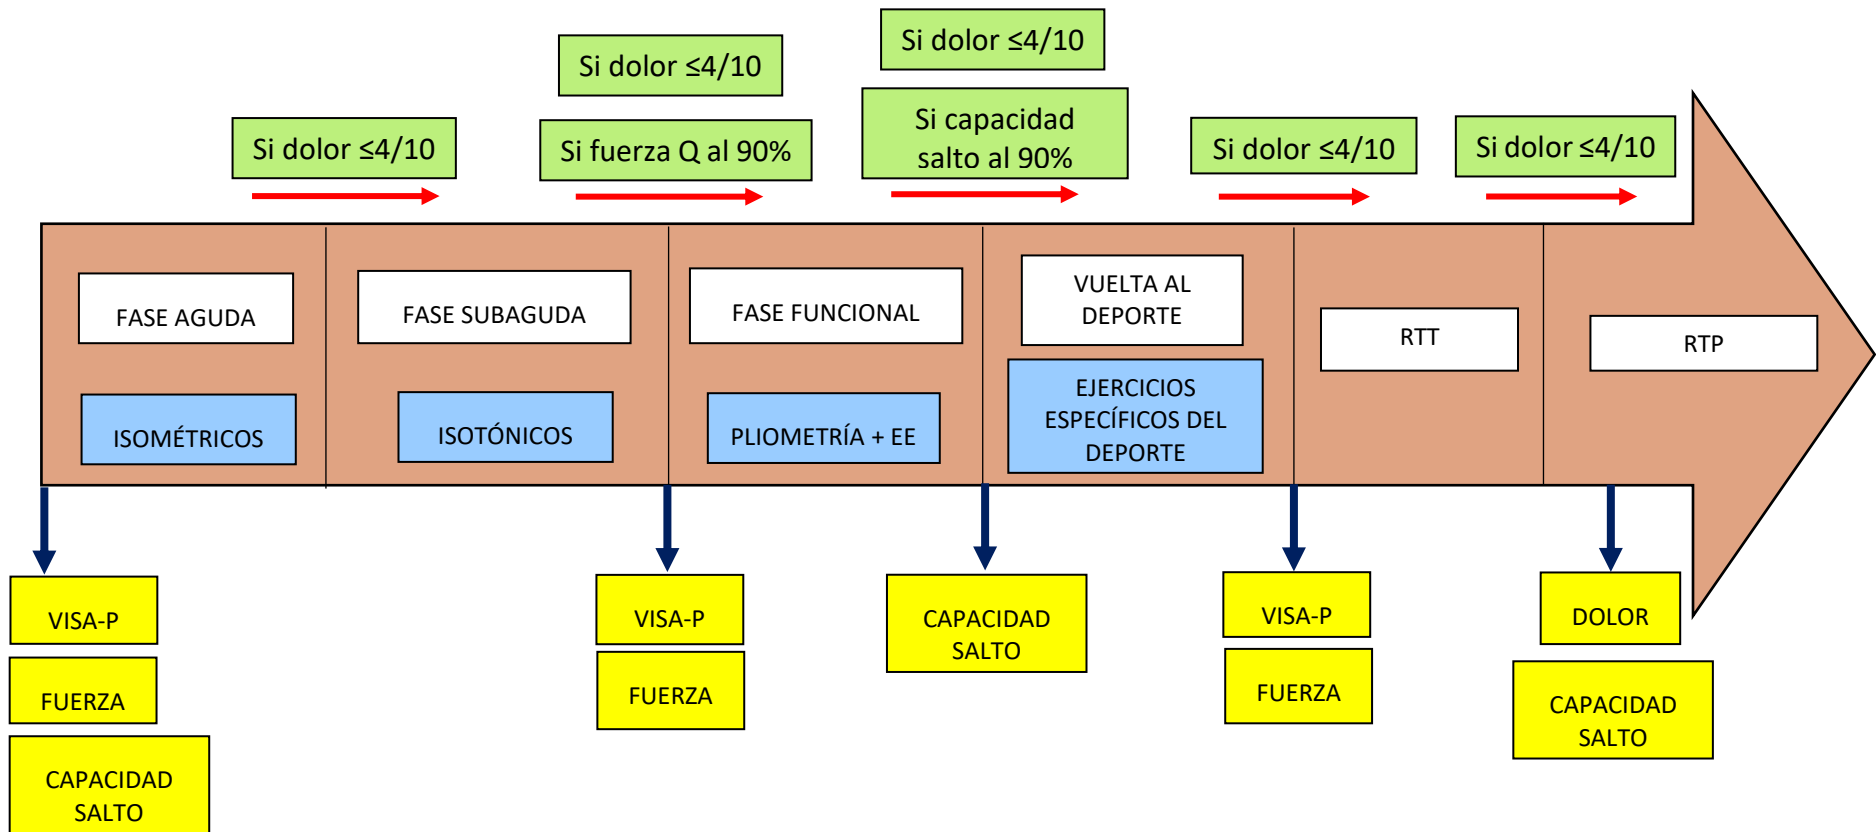 Si dolor ≤4/10
Si dolor ≤4/10
Si fuerza Q al 90%
Si dolor ≤4/10
Si capacidad
salto al 90%
Si dolor ≤4/10
Si dolor ≤4/10
FASE AGUDA
FASE SUBAGUDA
FASE FUNCIONAL
VUELTA AL
DEPORTE
RTT
RTP
ISOMÉTRICOS
ISOTÓNICOS
PLIOMETRÍA + EE
EJERCICIOS
ESPECÍFICOS DEL
DEPORTE
VISA-P
FUERZA
CAPACIDAD
SALTO
VISA-P
FUERZA
CAPACIDAD
SALTO
VISA-P
FUERZA
DOLOR
CAPACIDAD
SALTO